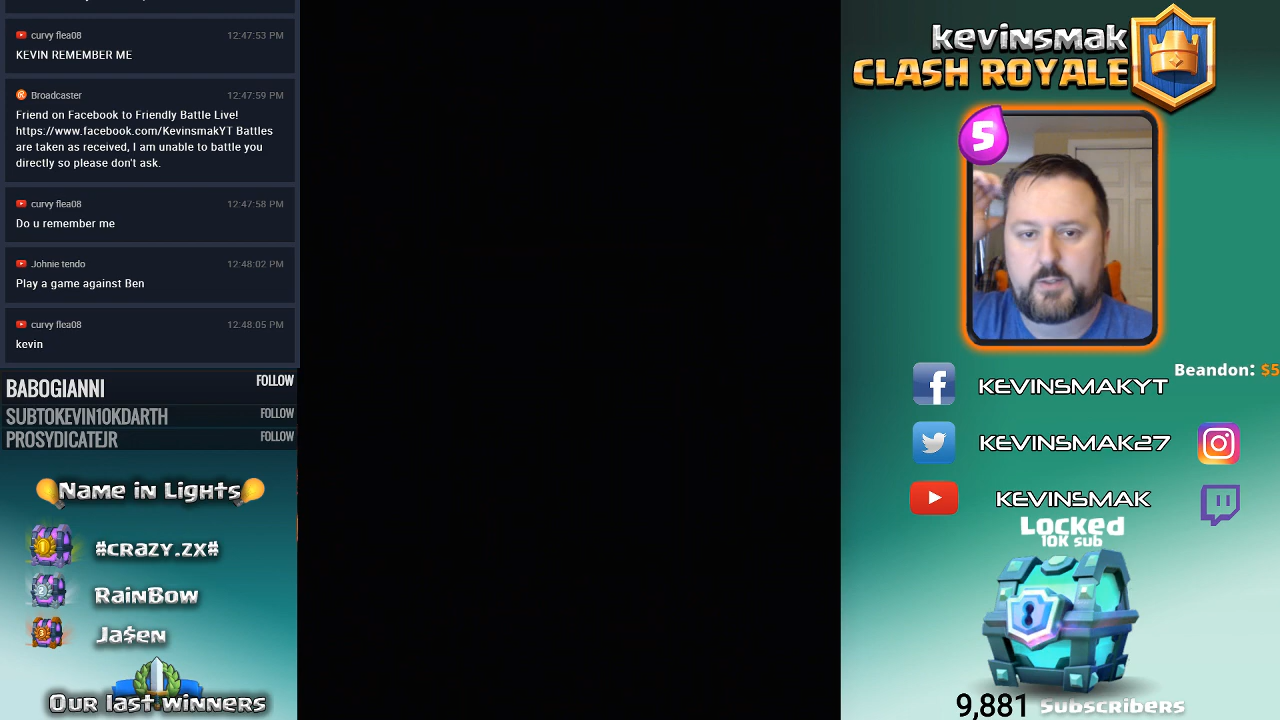 curvy flea08 12:47:53 PM
KEVIN REMEMBER ME
Broadcaster 12:47:59 PM
Friend on Facebook to Friendly Battle Live!
https://www.facebook.com/KevinsmakYT Battles
are taken as received, I am unable to battle you
directly so please don't ask.
curvy flea08 12:47:58 PM
Do u remember me
Johnie tendo 12:48:02 PM
Play a game against Ben
curvy flea08 12:48:05 PM
kevin
BABOGIANNI FOLLOW
SUBTOKEVIN10KDARTH FOLLOW
PROSYDICATEJR FOLLOW
Name in Lights
#CRAZY.ZX#
RainBow
Ja$en
Our last winners
kevinsmak
CLASH ROYALE
5
Beandon: $5
KEVINSMAKYT
KEVINSMAK27
KEVINSMAK
Locked
10K sub
9,881 Subscribers